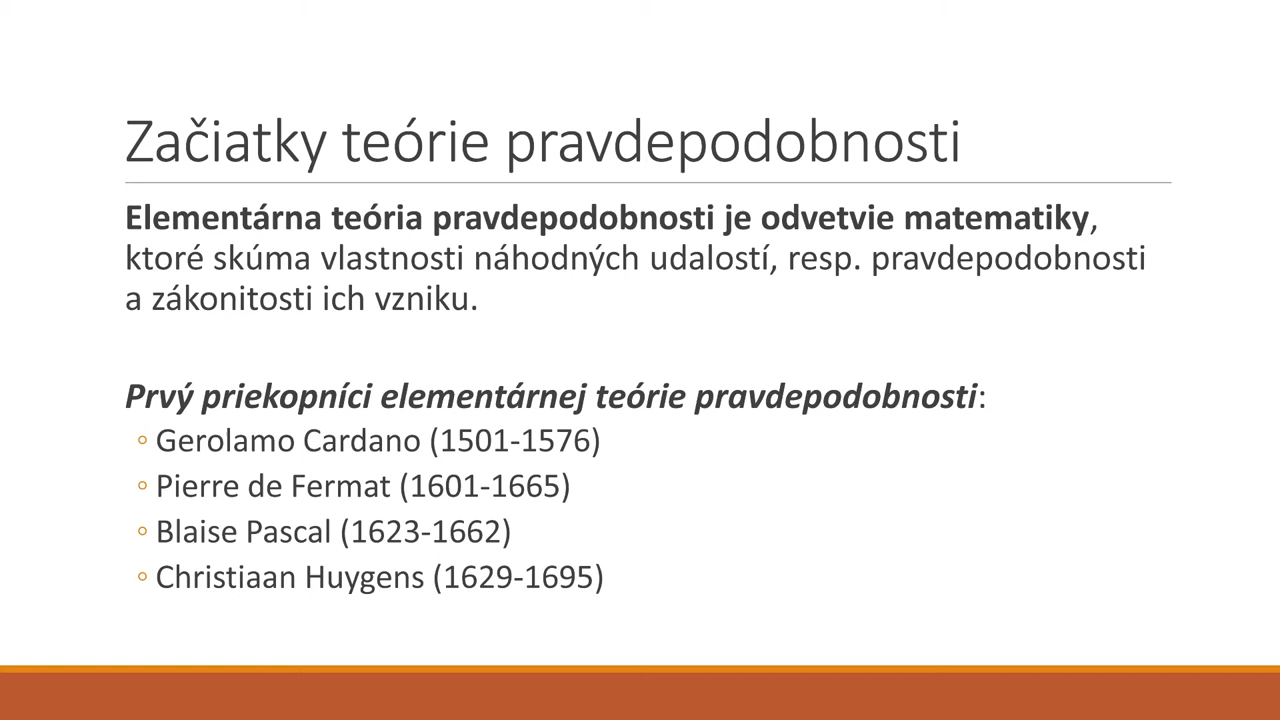 Začiatky teórie pravdepodobnosti
Elementárna teória pravdepodobnosti je odvetvie matematiky,
ktoré skúma vlastnosti náhodných udalostí, resp. pravdepodobnosti
a zákonitosti ich vzniku.
Prvý priekopníci elementárnej teórie pravdepodobnosti:
◦ Gerolamo Cardano (1501-1576)
◦ Pierre de Fermat (1601-1665)
◦ Blaise Pascal (1623-1662)
◦ Christiaan Huygens (1629-1695)